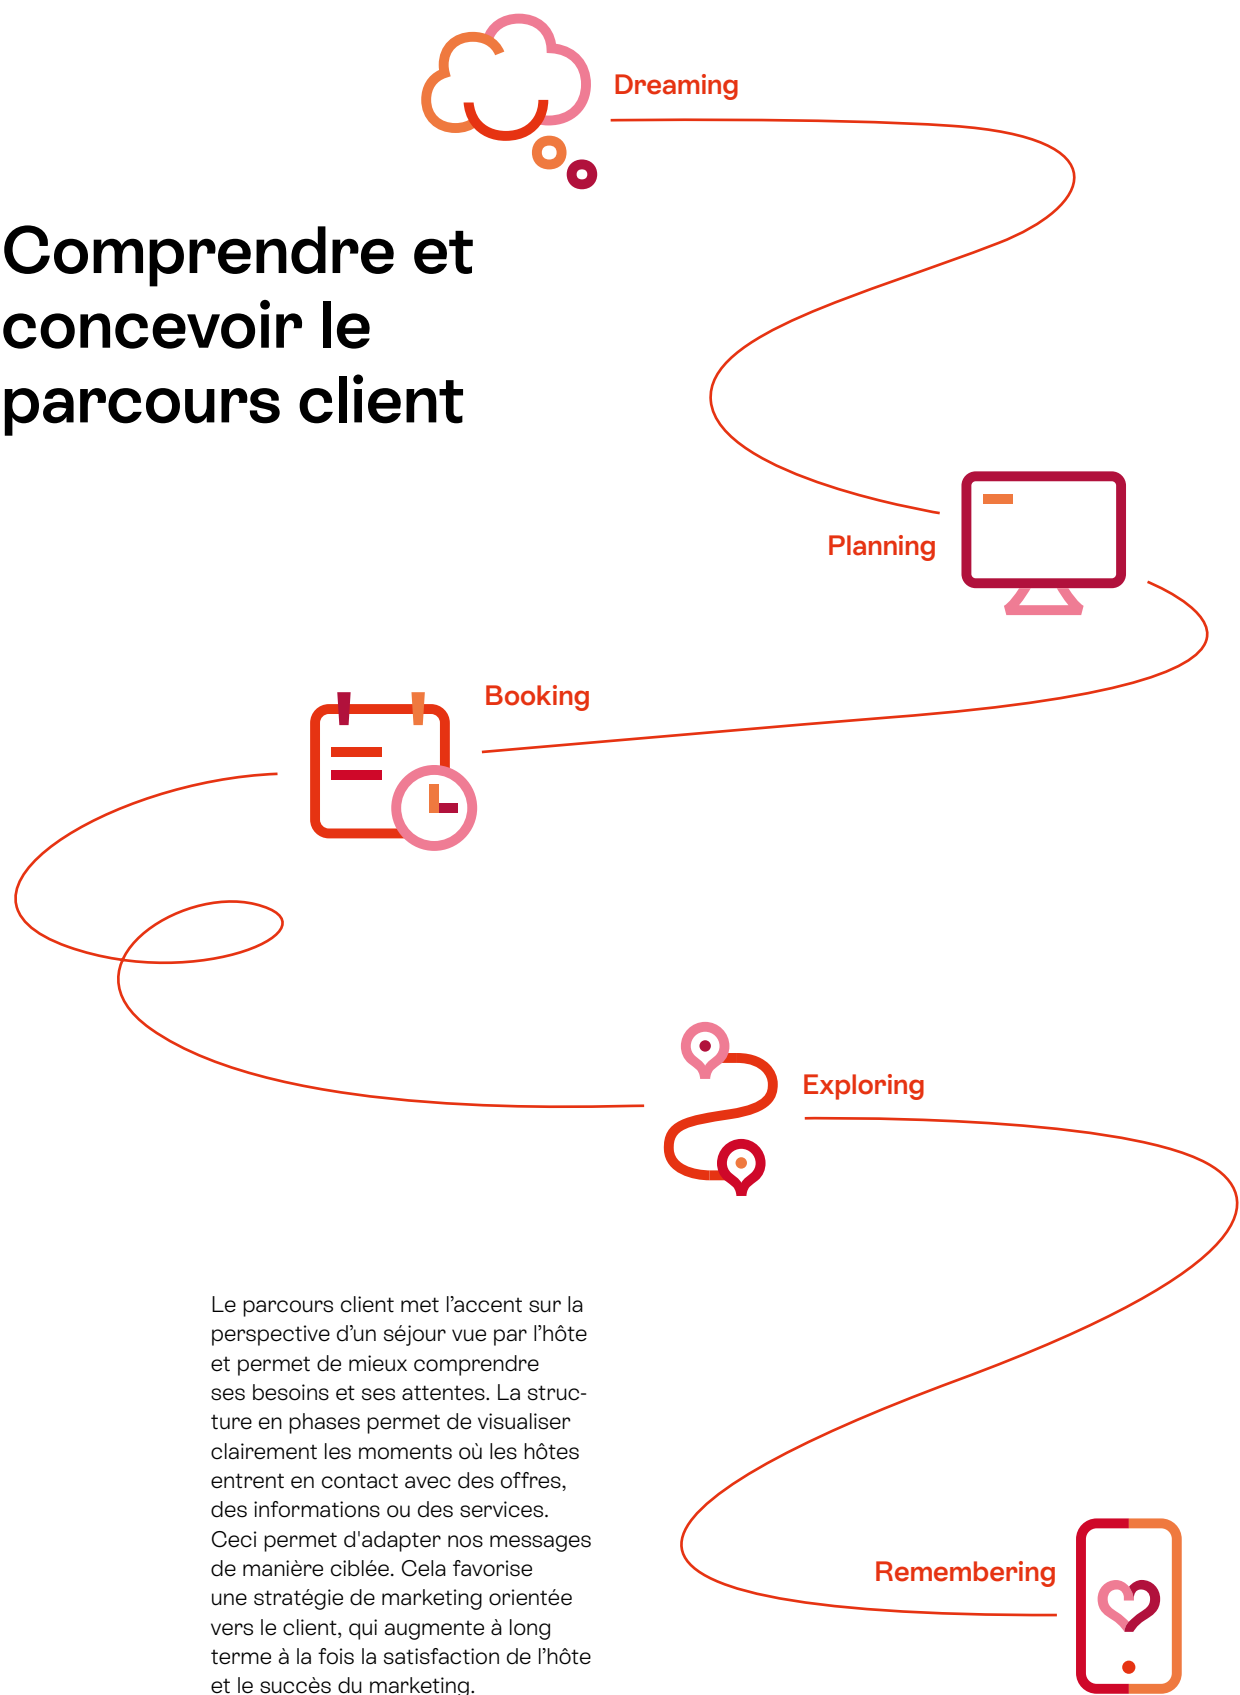 Dreaming
Comprendre et
concevoir le
parcours client
Planning
Booking
Exploring
Le parcours client met l’accent sur la
perspective d’un séjour vue par l’hôte
et permet de mieux comprendre
ses besoins et ses attentes. La struc-
ture en phases permet de visualiser
clairement les moments où les hôtes
entrent en contact avec des offres,
des informations ou des services.
Ceci permet d'adapter nos messages
de manière ciblée. Cela favorise
une stratégie de marketing orientée
vers le client, qui augmente à long
terme à la fois la satisfaction de l’hôte
et le succès du marketing.
Remembering